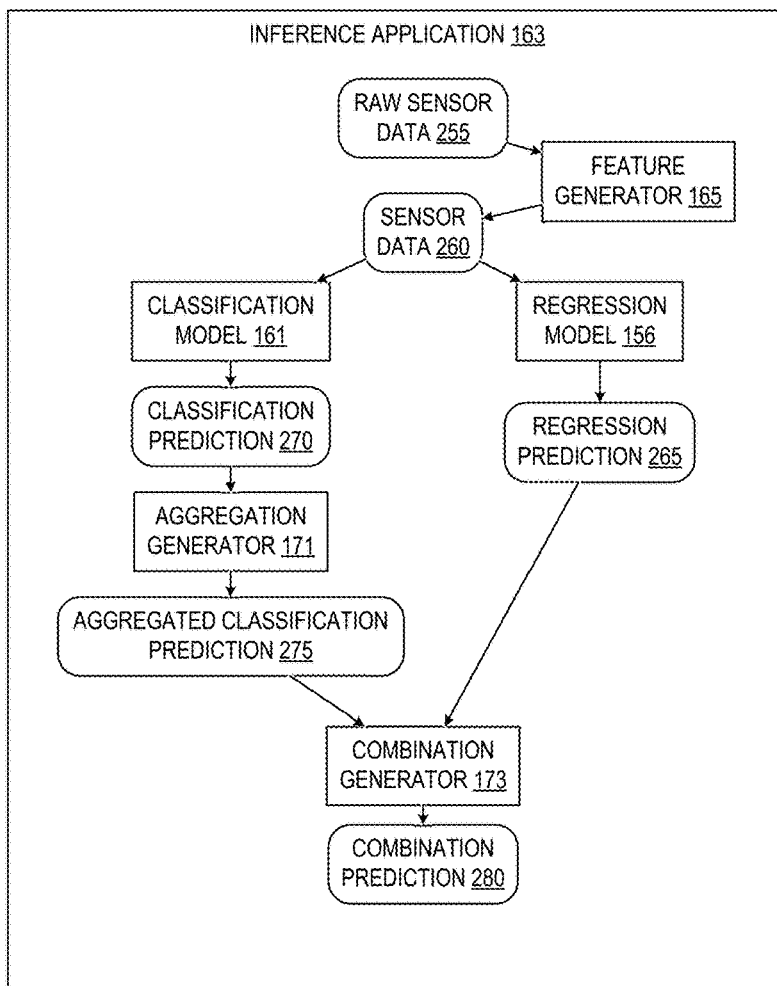 INFERENCE APPLICATION 163
RAW SENSOR
DATA 255
FEATURE
GENERATOR 165
SENSOR
DATA 260
CLASSIFICATION
MODEL 161
REGRESSION
MODEL 156
CLASSIFICATION
PREDICTION 270
REGRESSION
PREDICTION 265
AGGREGATION
GENERATOR 171
AGGREGATED CLASSIFICATION
PREDICTION 275
COMBINATION
GENERATOR 173
COMBINATION
PREDICTION 280